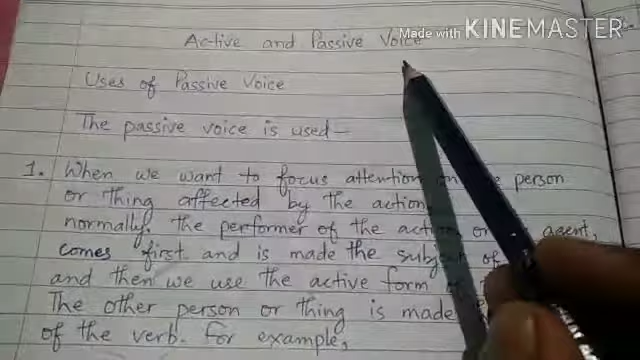 Made with KINEMASTER
Active and Passive Voice
Uses of Passive Voice
The passive voice is used—
1. When we want to focus attention person
or thing affected by the action
normally, the performer of the action or agent,
comes first and is made the subject of
and then we use the active form
The other person or thing is made
of the verb. For example,